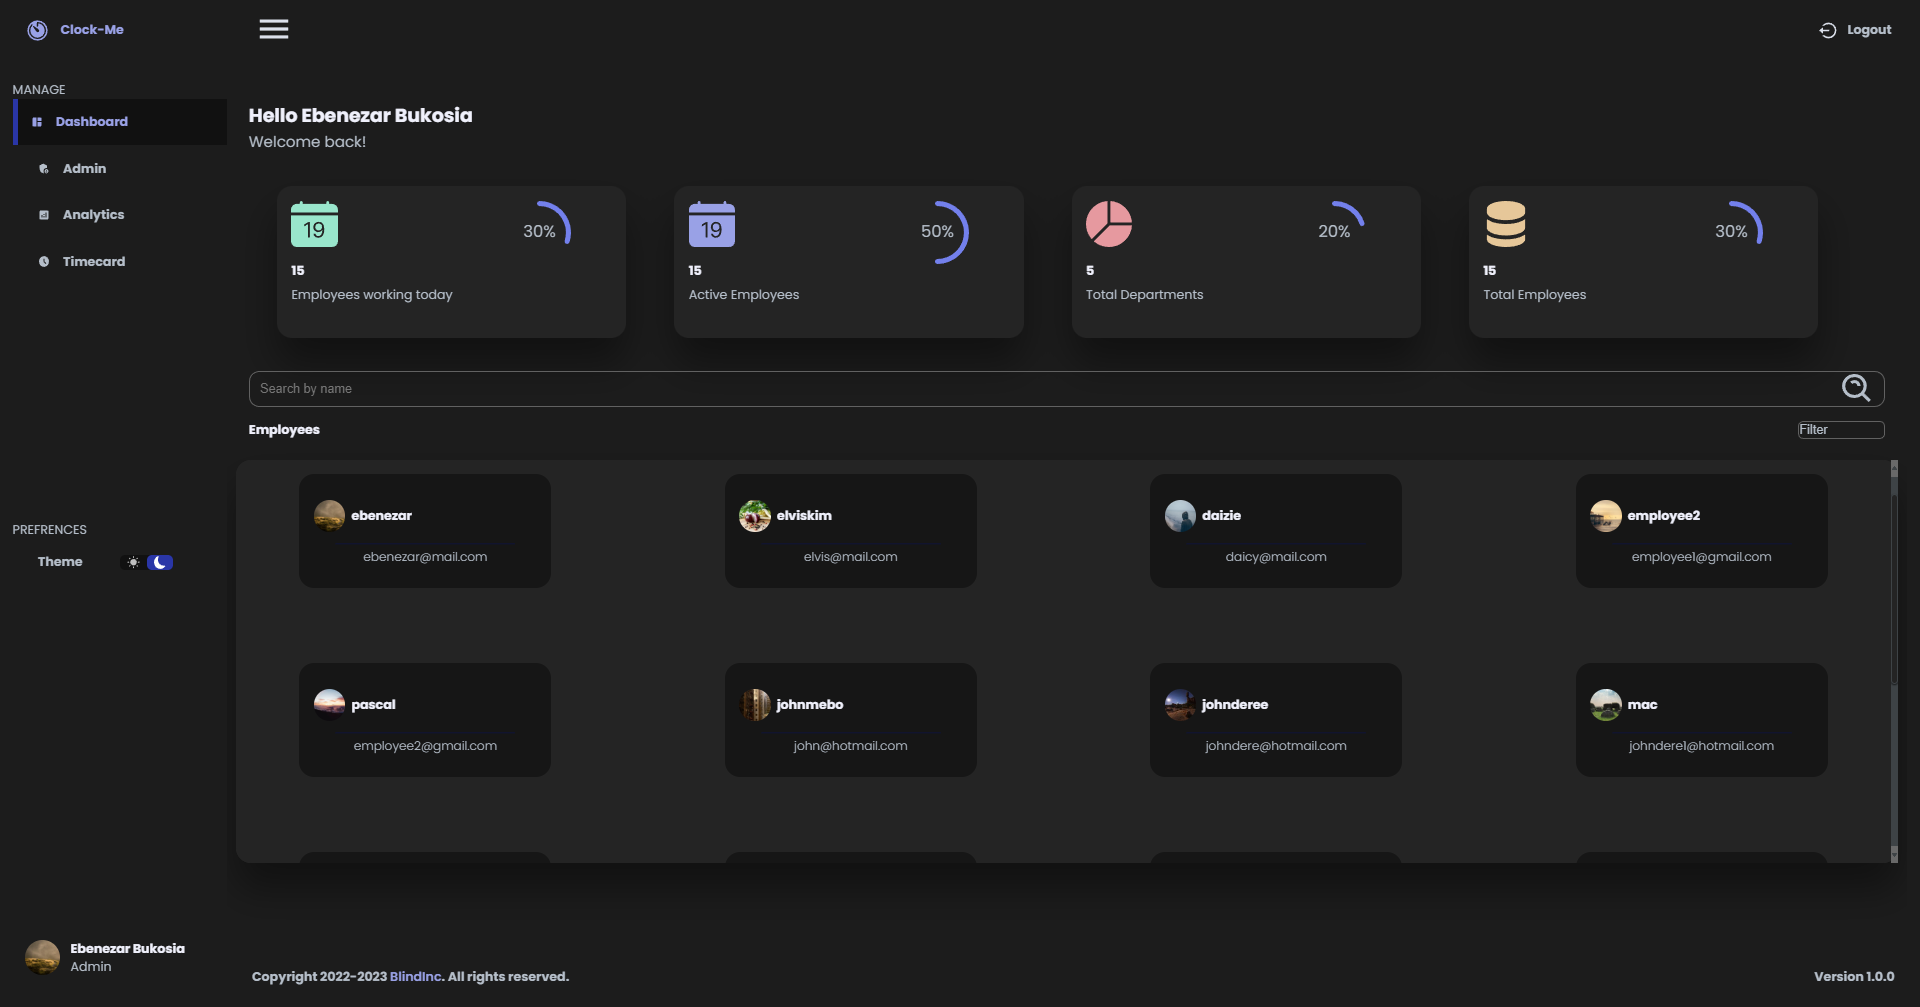 Clock-Me
Logout
MANAGE
Dashboard
Admin
Analytics
Timecard
PREFRENCES
Theme
Ebenezar Bukosia
Admin
Hello Ebenezar Bukosia
Welcome back!
19
30%
15
Employees working today
19
50%
15
Active Employees
20%
5
Total Departments
30%
15
Total Employees
Search by name
Employees
Filter
ebenezar
ebenezar@mail.com
elviskim
elvis@mail.com
daizie
daicy@mail.com
employee2
employee1@gmail.com
pascal
employee2@gmail.com
johnmebo
john@hotmail.com
johnderee
johndere@hotmail.com
mac
johndere1@hotmail.com
Copyright 2022-2023 BlindInc. All rights reserved.
Version 1.0.0